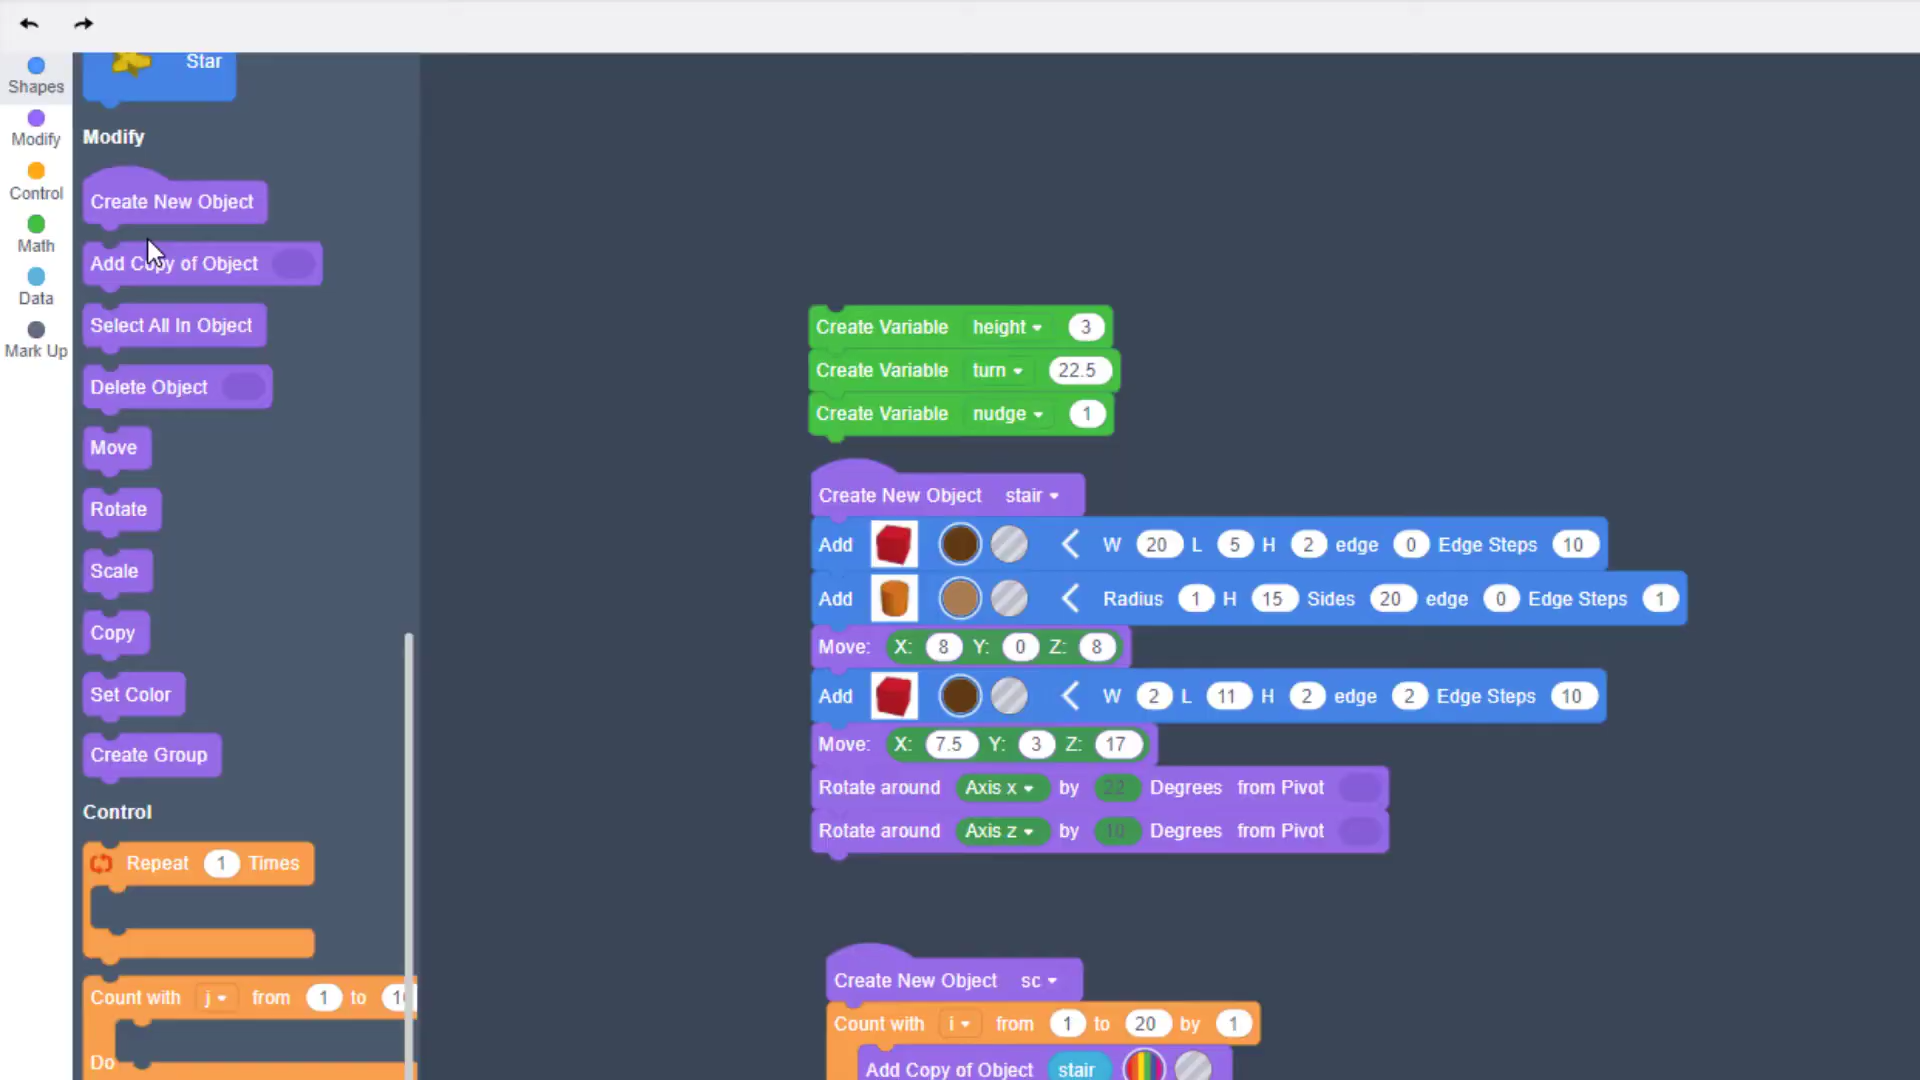 Shapes
Modify
Control
Math
Data
Mark Up
Star
Modify
Create New Object
Add Copy of Object
Select All In Object
Delete Object
Move
Rotate
Scale
Copy
Set Color
Create Group
Control
Repeat 1 Times
Count with j from 1 to
Do
Create Variable height 3
Create Variable turn 22.5
Create Variable nudge 1
Create New Object stair
Add W 20 L 5 H 2 edge 0 Edge Steps 10
Add Radius 1 H 15 Sides 20 edge 0 Edge Steps 1
Move: X: 8 Y: 0 Z: 8
Add W 2 L 11 H 2 edge 2 Edge Steps 10
Move: X: 7.5 Y: 3 Z: 17
Rotate around Axis x by 22 Degrees from Pivot
Rotate around Axis z by 10 Degrees from Pivot
Create New Object sc
Count with i from 1 to 20 by 1
Add Copy of Object stair